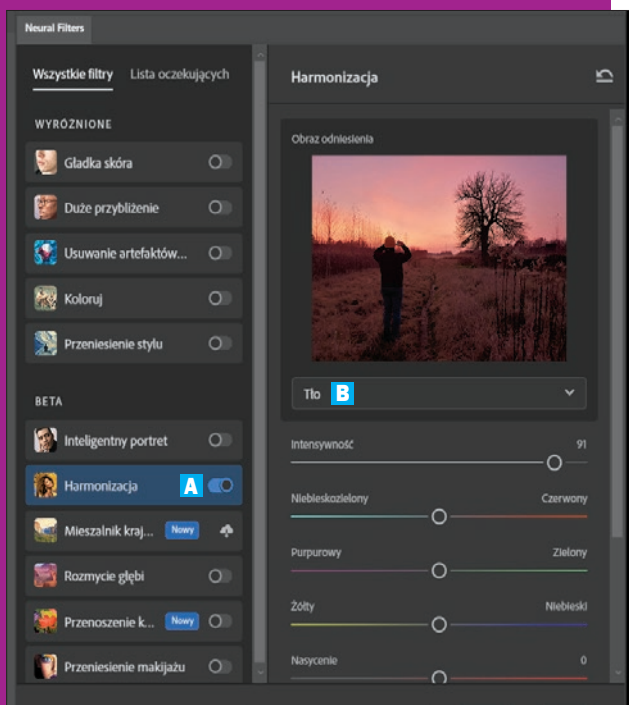 Neural Filters
Wszystkie filtry Lista oczekujących
WYRÓŻNIONE
Gładka skóra
Duże przybliżenie
Usuwanie artefaktów...
Koloruj
Przeniesienie stylu
BETA
Inteligentny portret
Harmonizacja A
Mieszalnik kraj... Nowy
Rozmycie głębi
Przenoszenie k... Nowy
Przeniesienie makijażu
Harmonizacja
Obraz odniesienia
Tło B
Intensywność 91
Niebieskozielony Czerwony
Purpurowy Zielony
Żółty Niebieski
Nasycenie 0